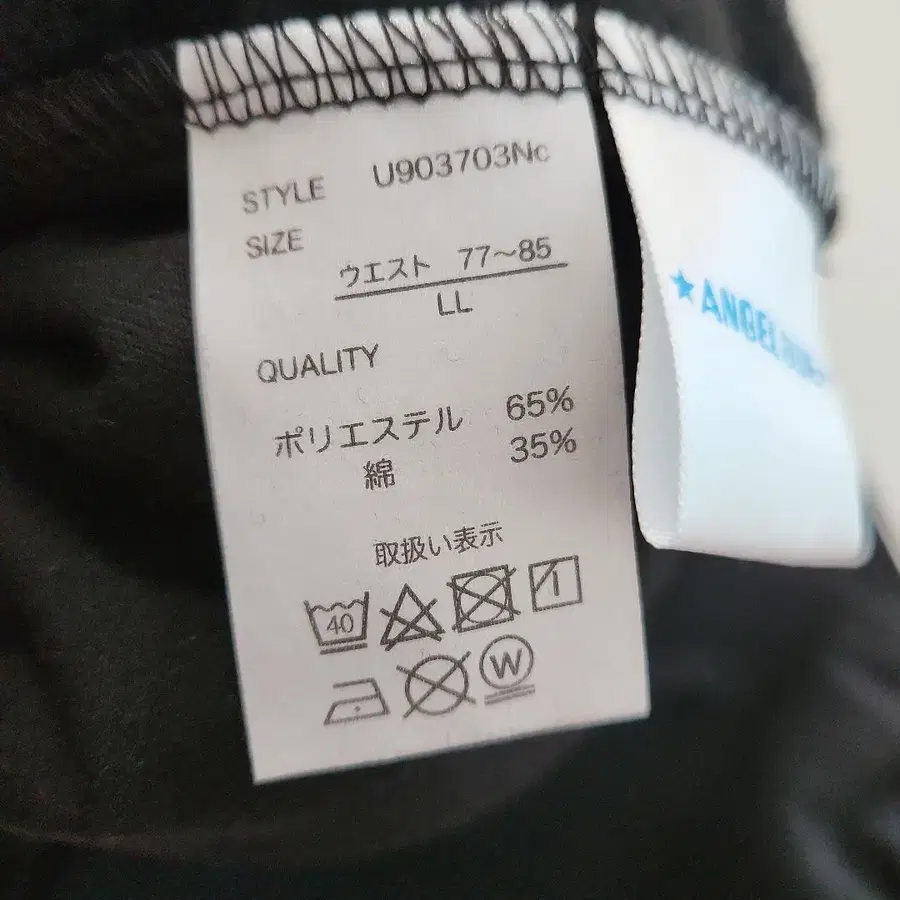 STYLE U903703Nc
SIZE
ウエスト 77～85
LL
QUALITY
ポリエステル 65%
綿 35%
取扱い表示
40
W
★ANGEL